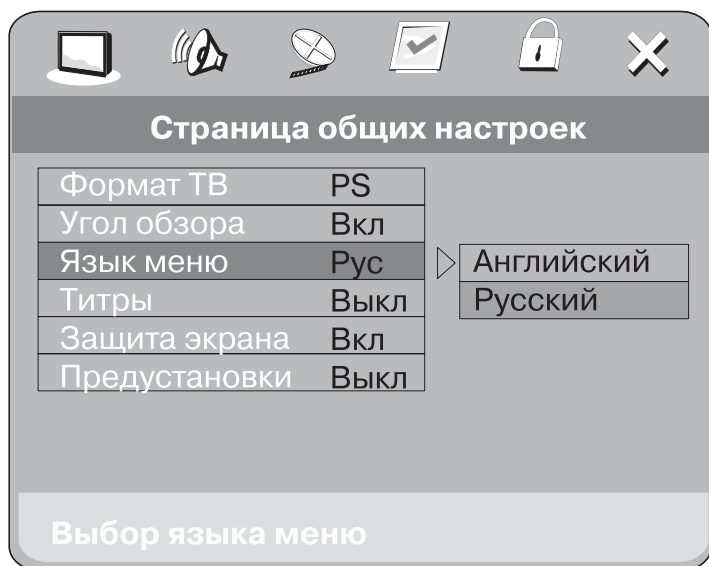 Страница общих настроек
Формат ТВ PS
Угол обзора Вкл
Язык меню Рус Английский
Титры Выкл Русский
Защита экрана Вкл
Предустановки Выкл
Выбор языка меню